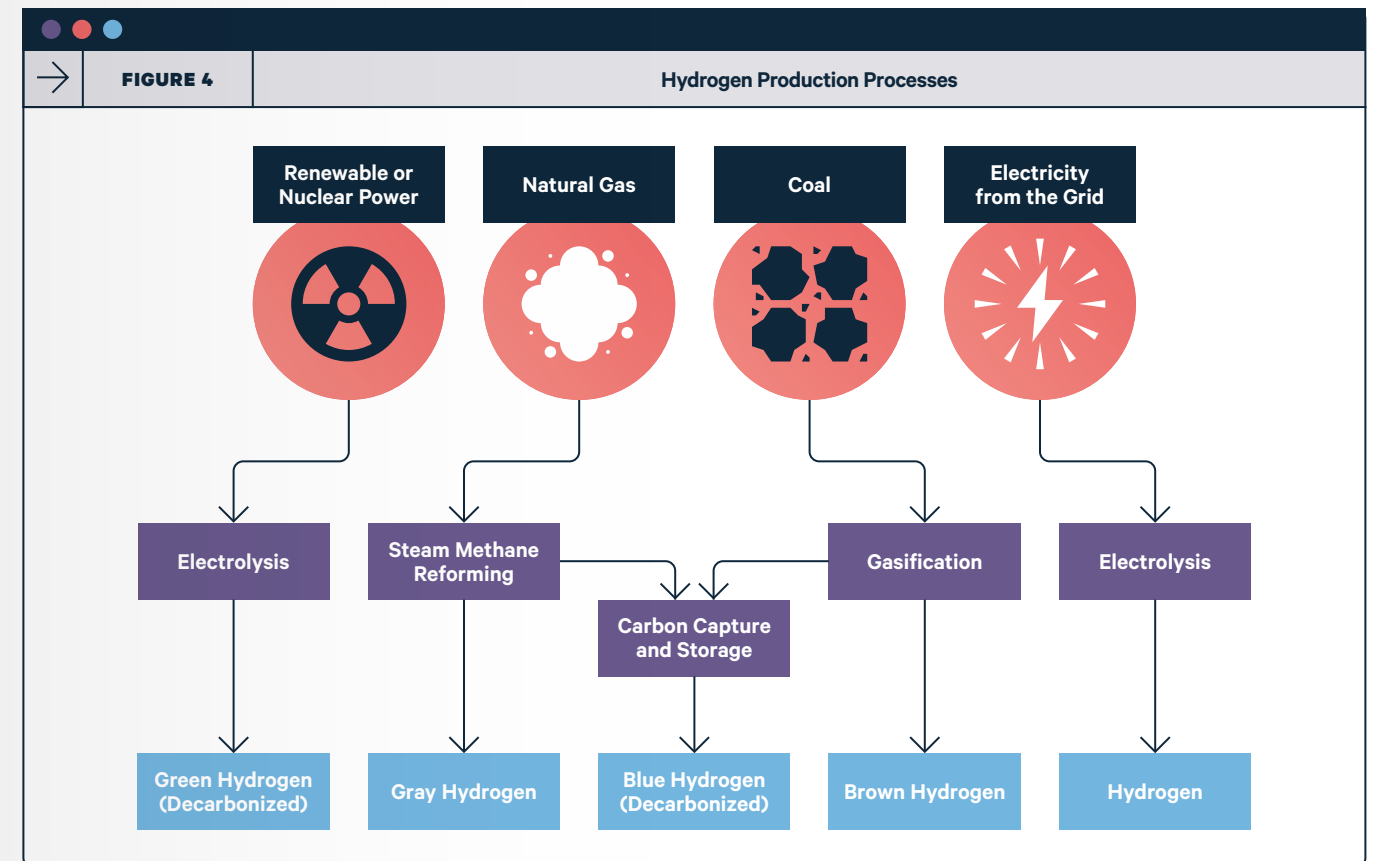 FIGURE 4
Hydrogen Production Processes
Renewable or
Nuclear Power
Natural Gas
Coal
Electricity
from the Grid
Electrolysis
Steam Methane
Reforming
Gasification
Electrolysis
Carbon Capture
and Storage
Green Hydrogen
(Decarbonized)
Gray Hydrogen
Blue Hydrogen
(Decarbonized)
Brown Hydrogen
Hydrogen